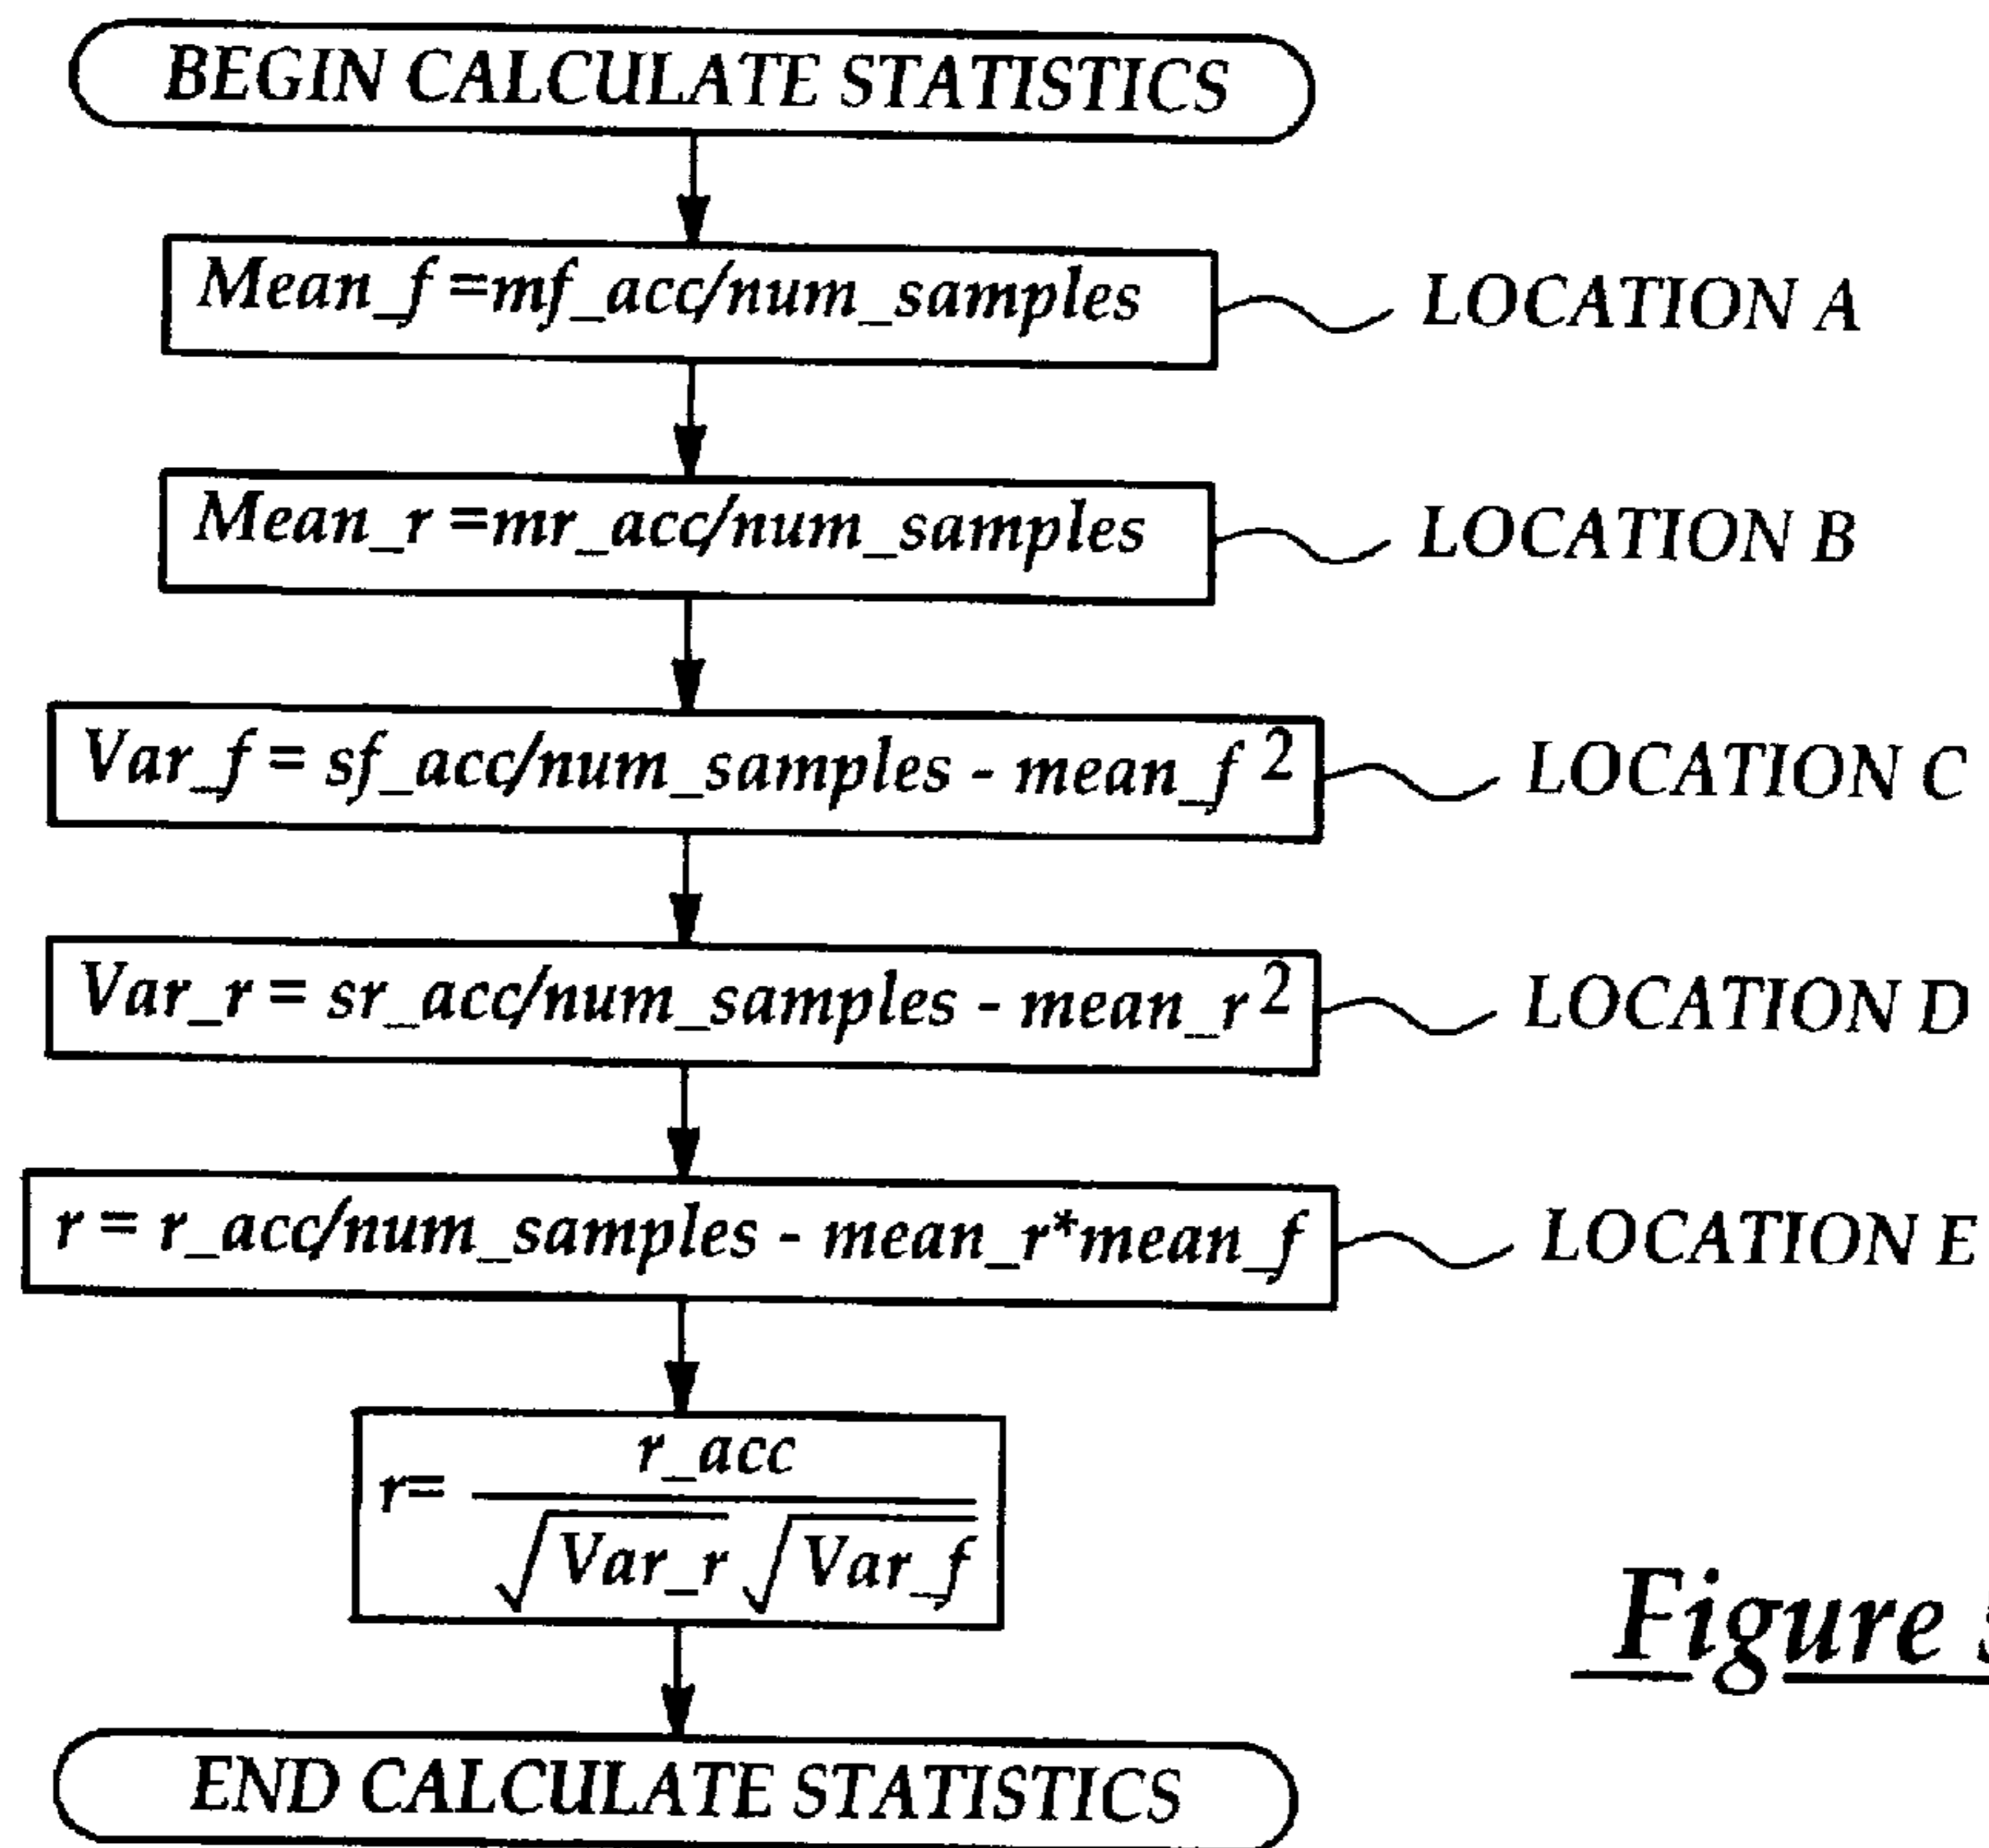 BEGIN CALCULATE STATISTICS
Mean_f =mf_acc/num_samples
LOCATION A
Mean_r =mr_acc/num_samples
LOCATION B
Var_f = sf_acc/num_samples - mean_f ²
LOCATION C
Var_r = sr_acc/num_samples - mean_r ²
LOCATION D
r = r_acc/num_samples - mean_r*mean_f
LOCATION E
r= r_acc
√Var_r √Var_f
Figure
END CALCULATE STATISTICS